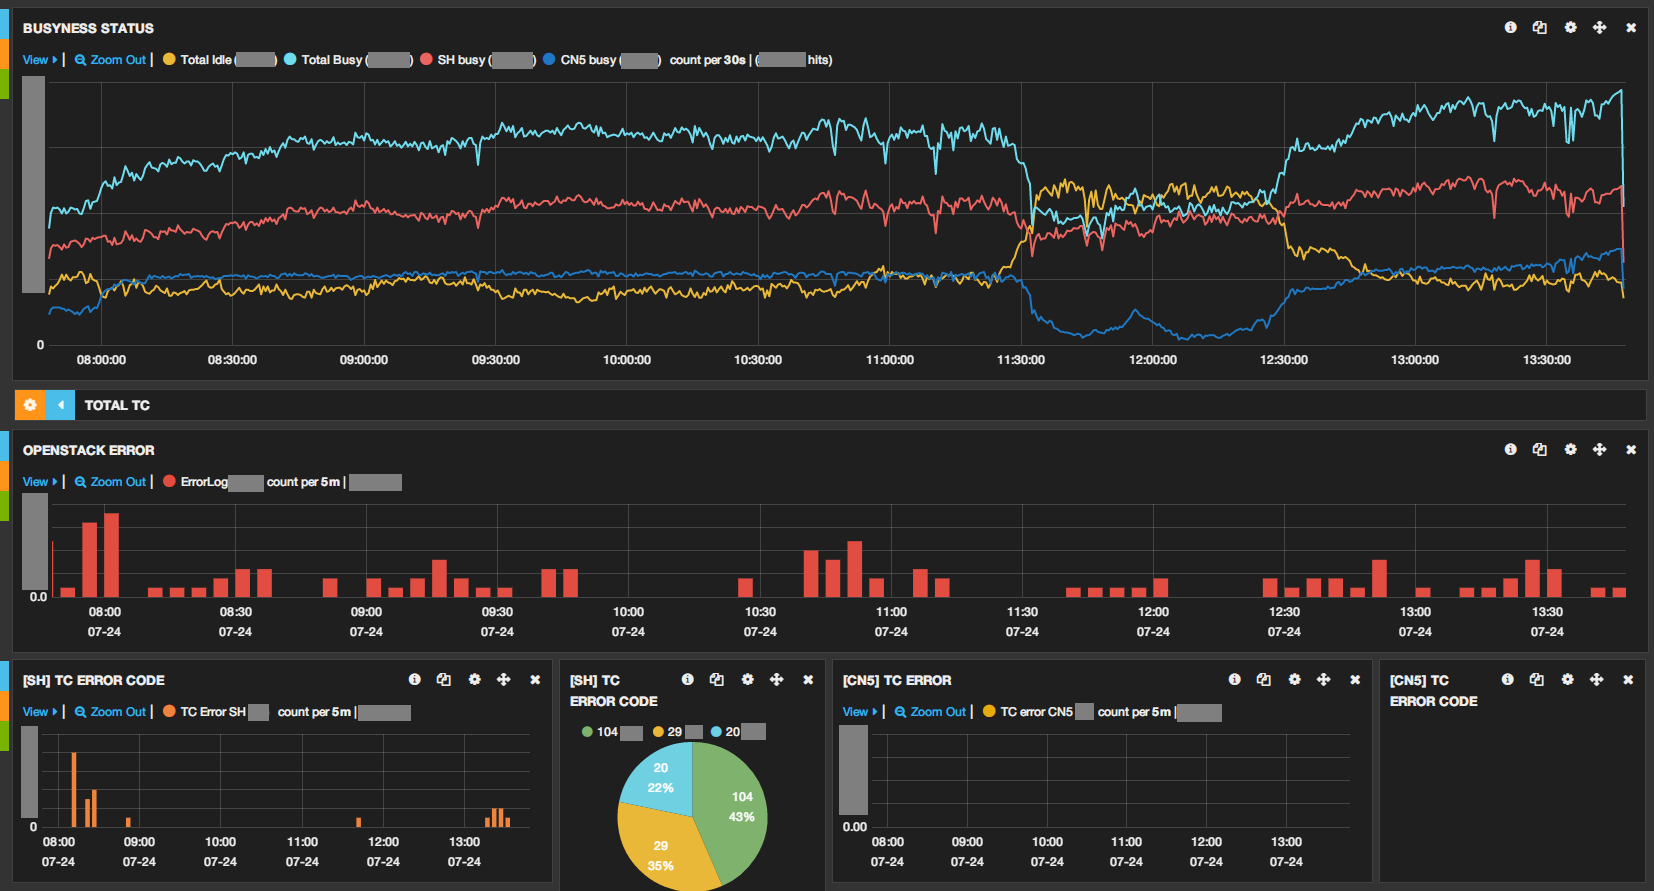 BUSYNESS STATUS
View | Zoom Out | Total Idle ( ) Total Busy ( ) SH busy ( ) CN5 busy ( ) count per 30s | ( hits)
0
08:00:00 08:30:00 09:00:00 09:30:00 10:00:00 10:30:00 11:00:00 11:30:00 12:00:00 12:30:00 13:00:00 13:30:00
TOTAL TC
OPENSTACK ERROR
View | Zoom Out | ErrorLog count per 5m |
0.0
08:00 08:30 09:00 09:30 10:00 10:30 11:00 11:30 12:00 12:30 13:00 13:30
07-24 07-24 07-24 07-24 07-24 07-24 07-24 07-24 07-24 07-24 07-24 07-24
[SH] TC ERROR CODE
View | Zoom Out | TC Error SH count per 5m |
0
08:00 09:00 10:00 11:00 12:00 13:00
07-24 07-24 07-24 07-24 07-24 07-24
[SH] TC
ERROR CODE
104 29 20
20
22%
104
43%
29
35%
[CN5] TC ERROR
View | Zoom Out | TC error CN5 count per 5m |
0.00
08:00 09:00 10:00 11:00 12:00 13:00
07-24 07-24 07-24 07-24 07-24 07-24
[CN5] TC
ERROR CODE